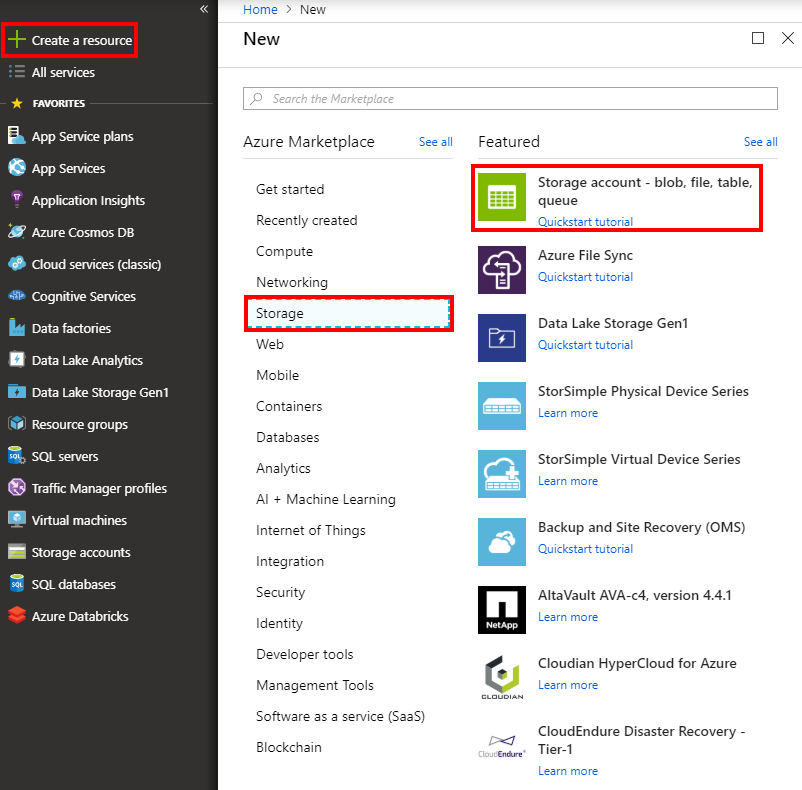 «
Create a resource
All services
FAVORITES
App Service plans
App Services
Application Insights
Azure Cosmos DB
Cloud services (classic)
Cognitive Services
Data factories
Data Lake Analytics
Data Lake Storage Gen1
Resource groups
SQL servers
Traffic Manager profiles
Virtual machines
Storage accounts
SQL databases
Azure Databricks
Home > New
New
Search the Marketplace
Azure Marketplace See all
Get started
Recently created
Compute
Networking
Storage
Web
Mobile
Containers
Databases
Analytics
AI + Machine Learning
Internet of Things
Integration
Security
Identity
Developer tools
Management Tools
Software as a service (SaaS)
Blockchain
Featured See all
Storage account - blob, file, table,
queue
Quickstart tutorial
Azure File Sync
Quickstart tutorial
Data Lake Storage Gen1
Quickstart tutorial
StorSimple Physical Device Series
Learn more
StorSimple Virtual Device Series
Learn more
Backup and Site Recovery (OMS)
Quickstart tutorial
NetApp
AltaVault AVA-c4, version 4.4.1
Learn more
CLOUDIAN
Cloudian HyperCloud for Azure
Learn more
CloudEndure
CloudEndure Disaster Recovery -
Tier-1
Learn more